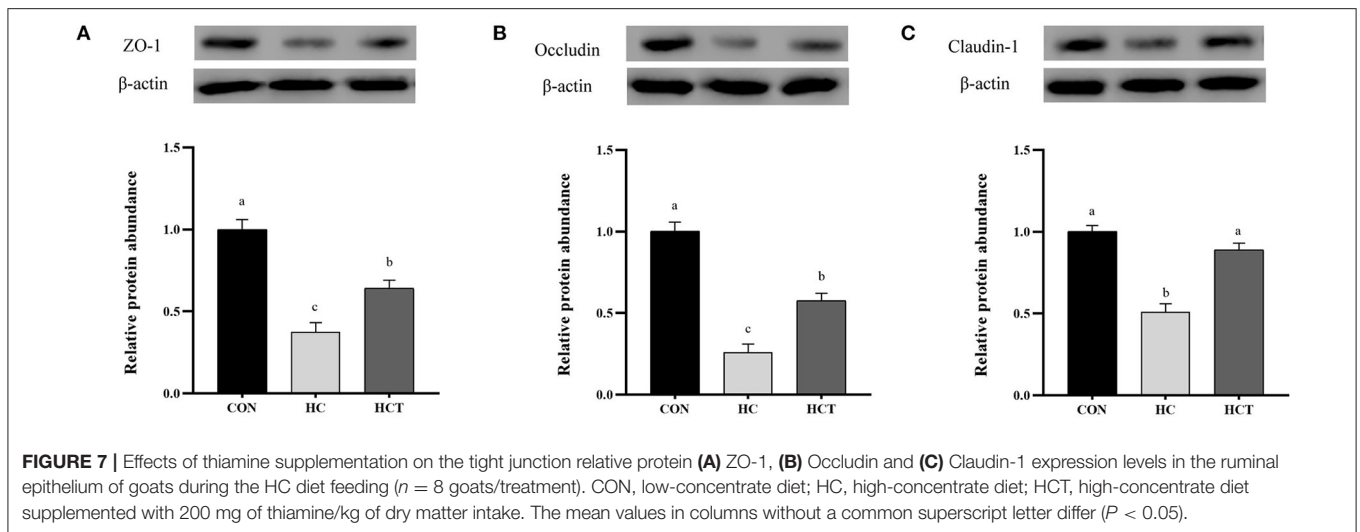 A
ZO-1
β-actin
Relative protein abundance
1.5
1.0
0.5
0.0
a
c
b
CON HC HCT
B
Occludin
β-actin
Relative protein abundance
1.5
1.0
0.5
0.0
a
c
b
CON HC HCT
C
Claudin-1
β-actin
Relative protein abundance
1.5
1.0
0.5
0.0
a
b
a
CON HC HCT
FIGURE 7 | Effects of thiamine supplementation on the tight junction relative protein (A) ZO-1, (B) Occludin and (C) Claudin-1 expression levels in the ruminal
epithelium of goats during the HC diet feeding (n = 8 goats/treatment). CON, low-concentrate diet; HC, high-concentrate diet; HCT, high-concentrate diet
supplemented with 200 mg of thiamine/kg of dry matter intake. The mean values in columns without a common superscript letter differ (P < 0.05).